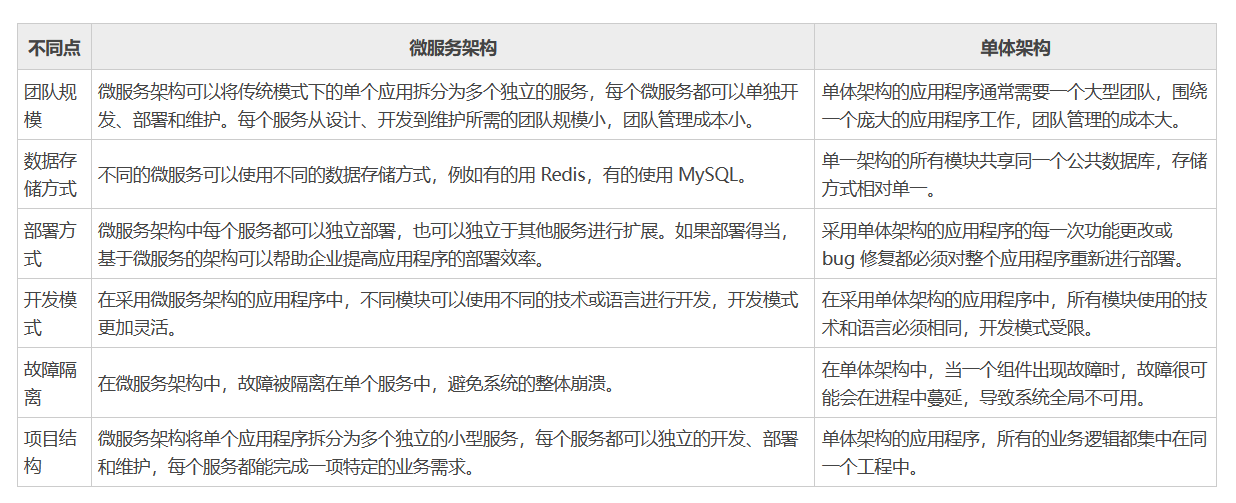 不同点 微服务架构 单体架构
团队规模
微服务架构可以将传统模式下的单个应用拆分为多个独立的服务，每个微服务都可以单独开
发、部署和维护。每个服务从设计、开发到维护所需的团队规模小，团队管理成本小。
单体架构的应用程序通常需要一个大型团队，围绕
一个庞大的应用程序工作，团队管理的成本大。
数据存
储方式
不同的微服务可以使用不同的数据存储方式，例如有的用 Redis，有的使用 MySQL。
单一架构的所有模块共享同一个公共数据库，存储
方式相对单一。
部署方
式
微服务架构中每个服务都可以独立部署，也可以独立于其他服务进行扩展。如果部署得当，
基于微服务的架构可以帮助企业提高应用程序的部署效率。
采用单体架构的应用程序的每一次功能更改或
bug 修复都必须对整个应用程序重新进行部署。
开发模
式
在采用微服务架构的应用程序中，不同模块可以使用不同的技术或语言进行开发，开发模式
更加灵活。
在采用单体架构的应用程序中，所有模块使用的技
术和语言必须相同，开发模式受限。
故障隔
离
在微服务架构中，故障被隔离在单个服务中，避免系统的整体崩溃。
在单体架构中，当一个组件出现故障时，故障很可
能会在进程中蔓延，导致系统全局不可用。
项目结
构
微服务架构将单个应用程序拆分为多个独立的小型服务，每个服务都可以独立的开发、部署
和维护，每个服务都能完成一项特定的业务需求。
单体架构的应用程序，所有的业务逻辑都集中在同
一个工程中。